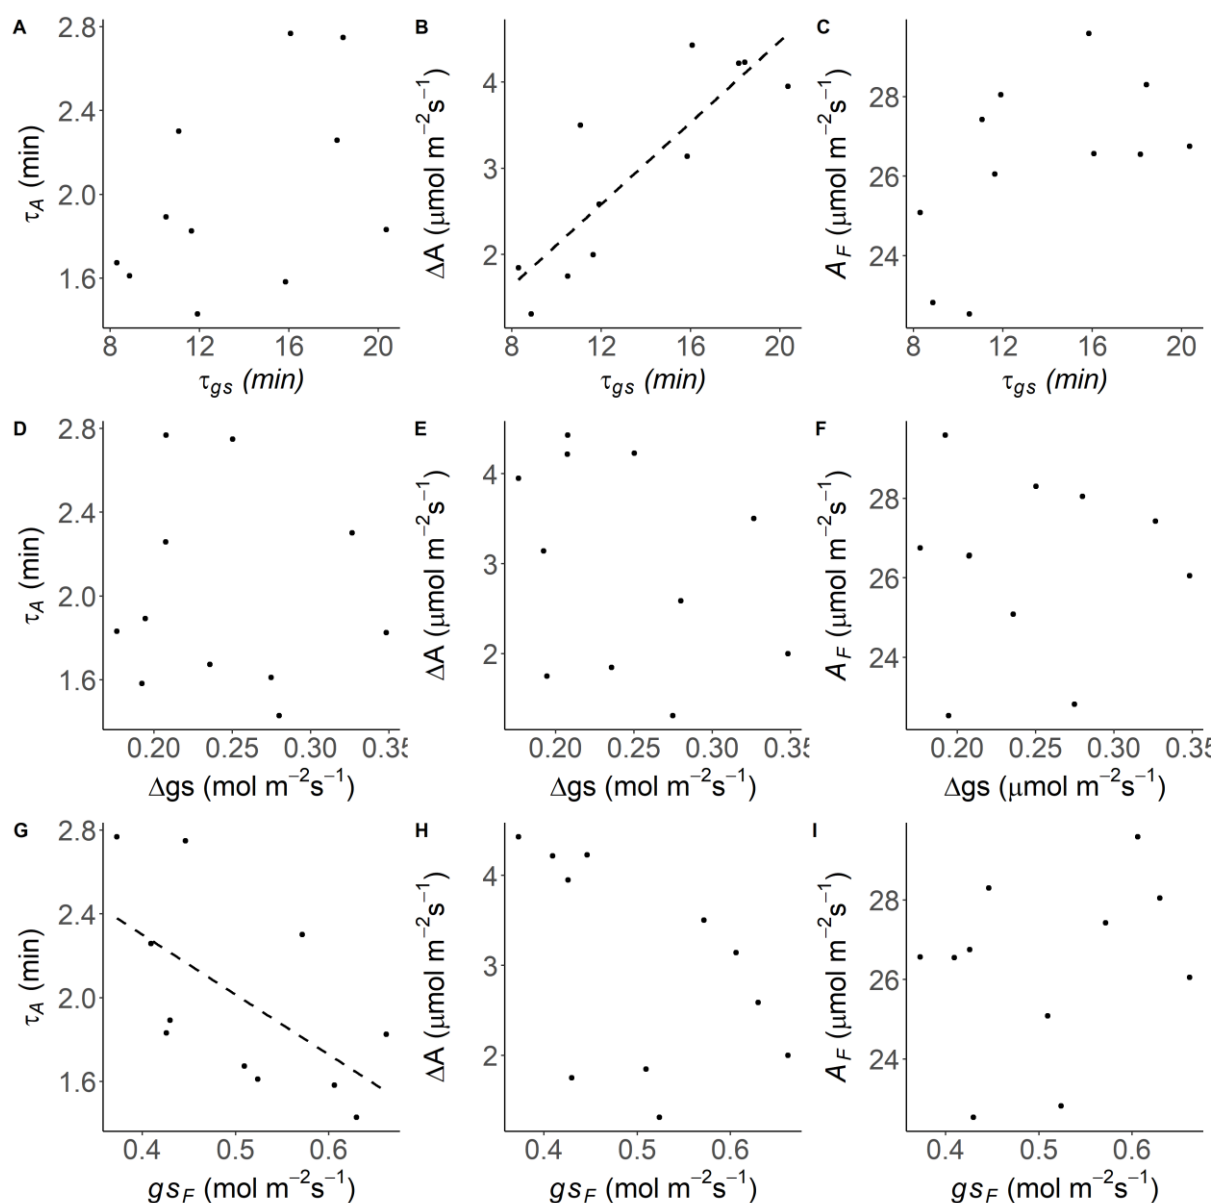 A
2.8
2.4
2.0
1.6
τA (min)
8 12 16 20
τgs (min)
B
4
3
2
ΔA (μmol m−2s−1)
8 12 16 20
τgs (min)
C
28
26
24
AF (μmol m−2s−1)
8 12 16 20
τgs (min)
D
2.8
2.4
2.0
1.6
τA (min)
0.20 0.25 0.30 0.35
Δgs (mol m−2s−1)
E
4
3
2
ΔA (μmol m−2s−1)
0.20 0.25 0.30 0.35
Δgs (mol m−2s−1)
F
28
26
24
AF (μmol m−2s−1)
0.20 0.25 0.30 0.35
Δgs (μmol m−2s−1)
G
2.8
2.4
2.0
1.6
τA (min)
0.4 0.5 0.6
gsF (mol m−2s−1)
H
4
3
2
ΔA (μmol m−2s−1)
0.4 0.5 0.6
gsF (mol m−2s−1)
I
28
26
24
AF (μmol m−2s−1)
0.4 0.5 0.6
gsF (mol m−2s−1)